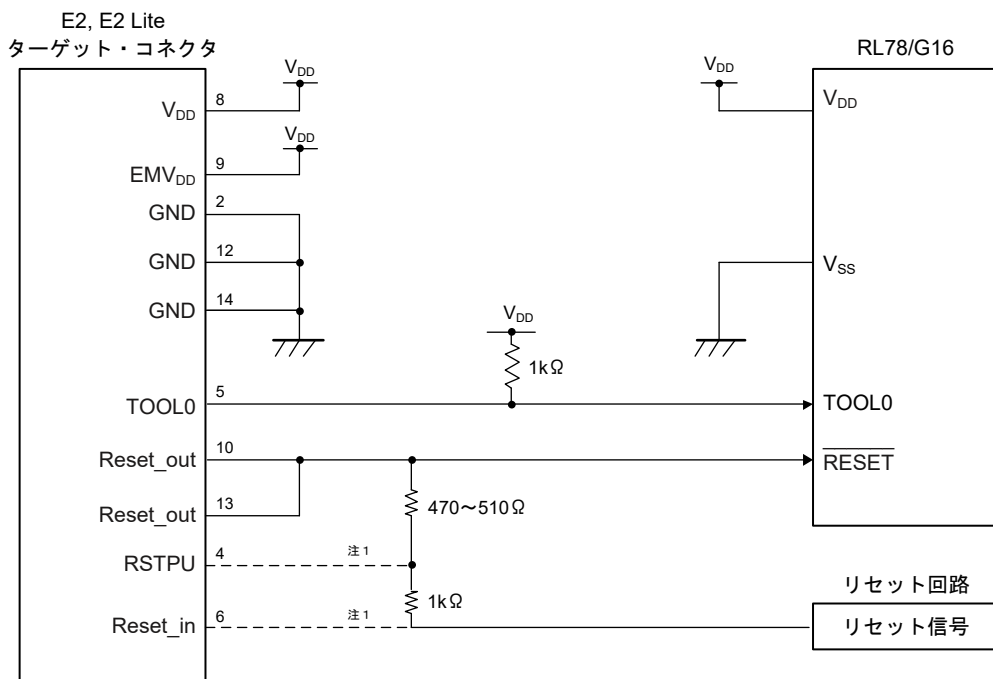 E2, E2 Lite
ターゲット・コネクタ
RL78/G16
VDD
VDD
VDD 8
VDD
VDD
EMVDD 9
GND 2
GND 12
VSS
GND 14
VDD
1kΩ
TOOL0 5
TOOL0
Reset_out 10
RESET
470～510Ω
Reset_out 13
RSTPU 4
注1
1kΩ
リセット回路
Reset_in 6
注1
リセット信号